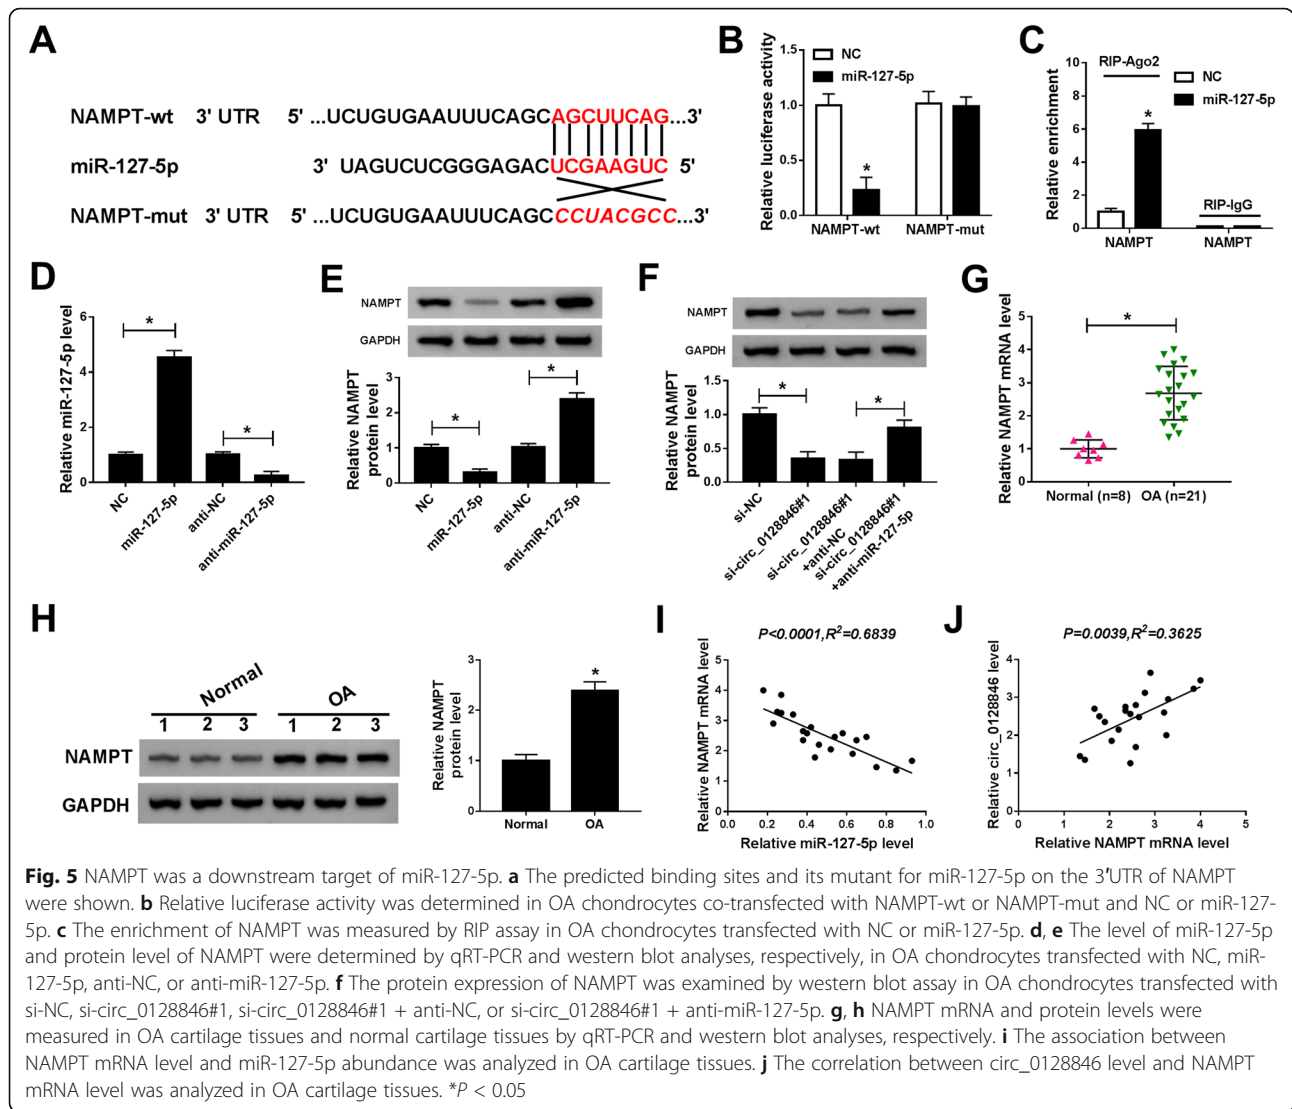 A
NAMPT-wt 3' UTR 5' ...UCUGUGAAUUUCAGCAGCUUCAG...3'
miR-127-5p 3' UAGUCUCGGGAGACUCGAAGUC 5'
NAMPT-mut 3' UTR 5' ...UCUGUGAAUUUCAGCCCUACGCC...3'
B
Relative luciferase activity
1.5
1.0
0.5
0.0
NC
miR-127-5p
*
NAMPT-wt NAMPT-mut
C
Relative enrichment
10
8
6
4
2
0
RIP-Ago2
NC
miR-127-5p
*
RIP-IgG
NAMPT NAMPT
D
Relative miR-127-5p level
6
4
2
0
*
*
NC
miR-127-5p
anti-NC
anti-miR-127-5p
E
NAMPT
GAPDH
Relative NAMPT
protein level
3
2
1
0
*
*
NC
miR-127-5p
anti-NC
anti-miR-127-5p
F
NAMPT
GAPDH
Relative NAMPT
protein level
1.5
1.0
0.5
0.0
*
*
si-NC
si-circ_0128846#1
si-circ_0128846#1
+anti-NC
si-circ_0128846#1
+anti-miR-127-5p
G
Relative NAMPT mRNA level
5
4
3
2
1
0
*
Normal (n=8) OA (n=21)
H
Normal OA
1 2 3 1 2 3
NAMPT
GAPDH
Relative NAMPT
protein level
3
2
1
0
*
Normal OA
I
P<0.0001,R²=0.6839
Relative NAMPT mRNA level
5
4
3
2
1
0
0.0 0.2 0.4 0.6 0.8 1.0
Relative miR-127-5p level
J
P=0.0039,R²=0.3625
Relative circ_0128846 level
4
3
2
1
0
0 1 2 3 4 5
Relative NAMPT mRNA level
Fig. 5 NAMPT was a downstream target of miR-127-5p. a The predicted binding sites and its mutant for miR-127-5p on the 3′UTR of NAMPT
were shown. b Relative luciferase activity was determined in OA chondrocytes co-transfected with NAMPT-wt or NAMPT-mut and NC or miR-127-
5p. c The enrichment of NAMPT was measured by RIP assay in OA chondrocytes transfected with NC or miR-127-5p. d, e The level of miR-127-5p
and protein level of NAMPT were determined by qRT-PCR and western blot analyses, respectively, in OA chondrocytes transfected with NC, miR-
127-5p, anti-NC, or anti-miR-127-5p. f The protein expression of NAMPT was examined by western blot assay in OA chondrocytes transfected with
si-NC, si-circ_0128846#1, si-circ_0128846#1 + anti-NC, or si-circ_0128846#1 + anti-miR-127-5p. g, h NAMPT mRNA and protein levels were
measured in OA cartilage tissues and normal cartilage tissues by qRT-PCR and western blot analyses, respectively. i The association between
NAMPT mRNA level and miR-127-5p abundance was analyzed in OA cartilage tissues. j The correlation between circ_0128846 level and NAMPT
mRNA level was analyzed in OA cartilage tissues. *P < 0.05